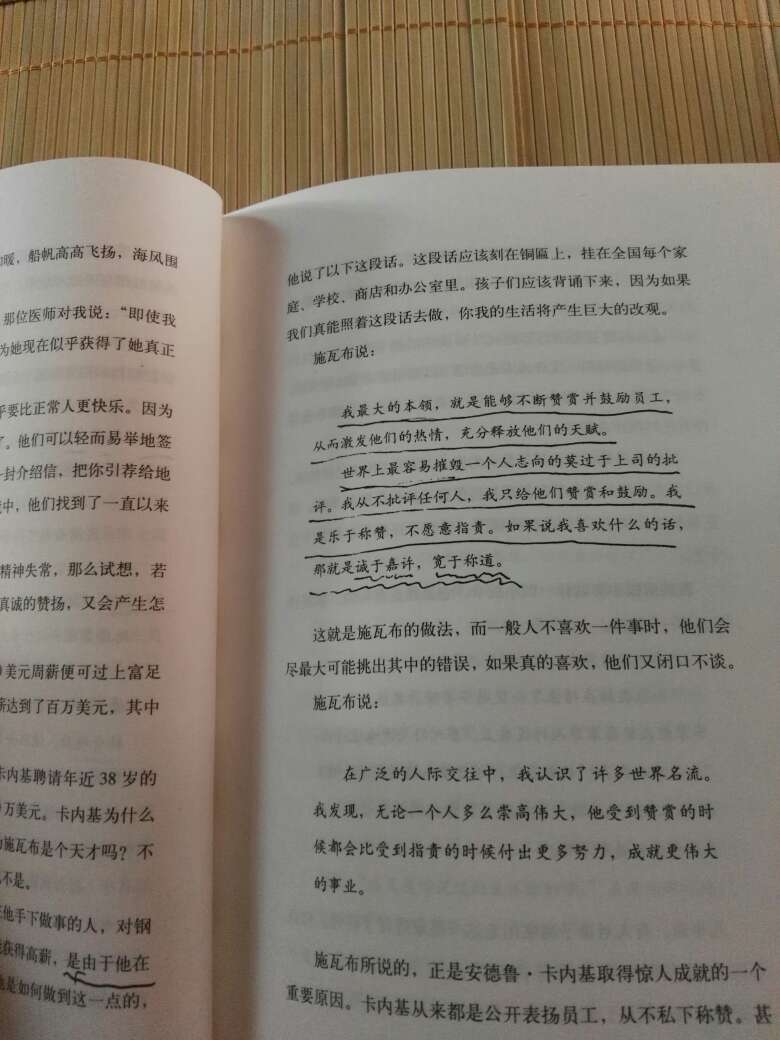 暖，船帆高高飞扬，海风围
那位医师对我说：“即使我
为她现在似乎获得了她真正
乎要比正常人更快乐。因为
了。他们可以轻而易举地签
一封介绍信，把你引荐给地
中，他们找到了一直以来
精神失常，那么试想，若
真诚的赞扬，又会产生怎
美元周薪便可过上富足
薪达到了百万美元，其中
卡内基聘请年近 38 岁的
万美元。卡内基为什么
施瓦布是个天才吗？不
不是。
在他手下做事的人，对钢
获得高薪，是由于他在
他是如何做到这一点的，
他说了以下这段话。这段话应该刻在铜匾上，挂在全国每个家
庭、学校、商店和办公室里。孩子们应该背诵下来，因为如果
我们真能照着这段话去做，你我的生活将产生巨大的改观。
施瓦布说：
我最大的本领，就是能够不断赞赏并鼓励员工，
从而激发他们的热情，充分释放他们的天赋。
世界上最容易摧毁一个人志向的莫过于上司的批
评。我从不批评任何人，我只给他们赞赏和鼓励。我
是乐于称赞，不愿意指责。如果说我喜欢什么的话，
那就是诚于嘉许，宽于称道。
这就是施瓦布的做法，而一般人不喜欢一件事时，他们会
尽最大可能挑出其中的错误，如果真的喜欢，他们又闭口不谈。
施瓦布说：
在广泛的人际交往中，我认识了许多世界名流。
我发现，无论一个人多么崇高伟大，他受到赞赏的时
候都会比受到指责的时候付出更多努力，成就更伟大
的事业。
施瓦布所说的，正是安德鲁·卡内基取得惊人成就的一个
重要原因。卡内基从来都是公开表扬员工，从不私下称赞。甚